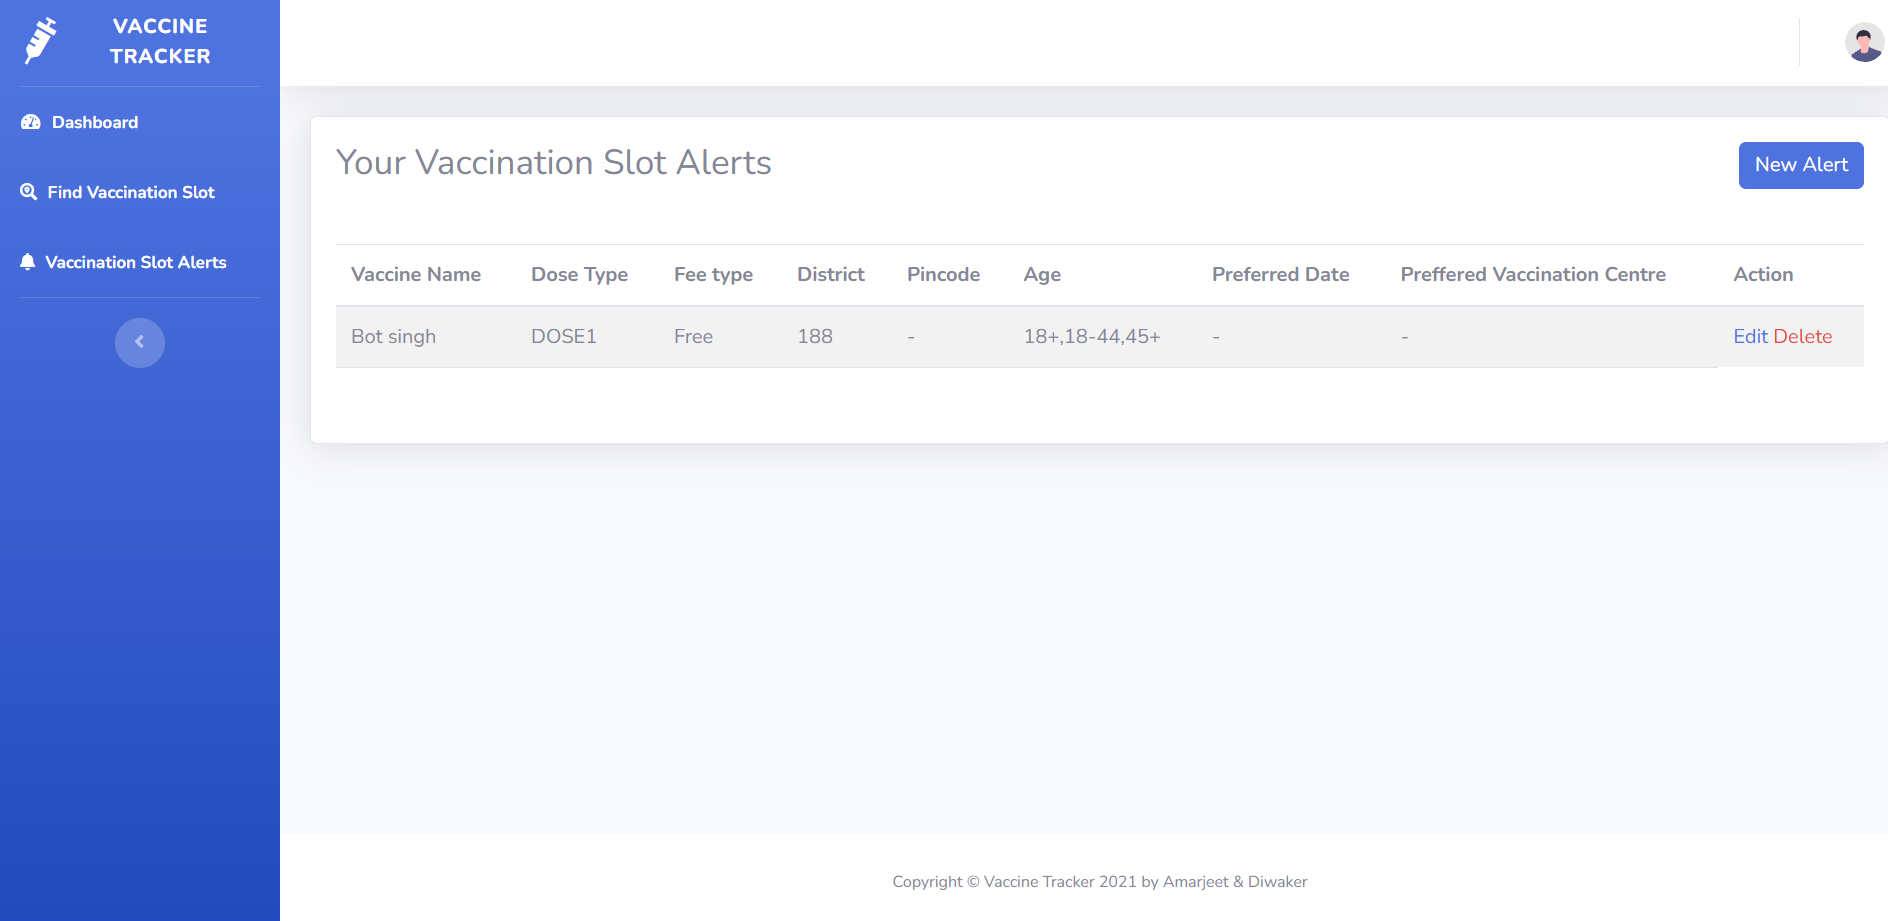 VACCINE
TRACKER
Dashboard
Find Vaccination Slot
Vaccination Slot Alerts
Your Vaccination Slot Alerts
New Alert
Vaccine Name Dose Type Fee type District Pincode Age Preferred Date Preffered Vaccination Centre Action
Bot singh DOSE1 Free 188 - 18+,18-44,45+ - - Edit Delete
Copyright © Vaccine Tracker 2021 by Amarjeet & Diwaker